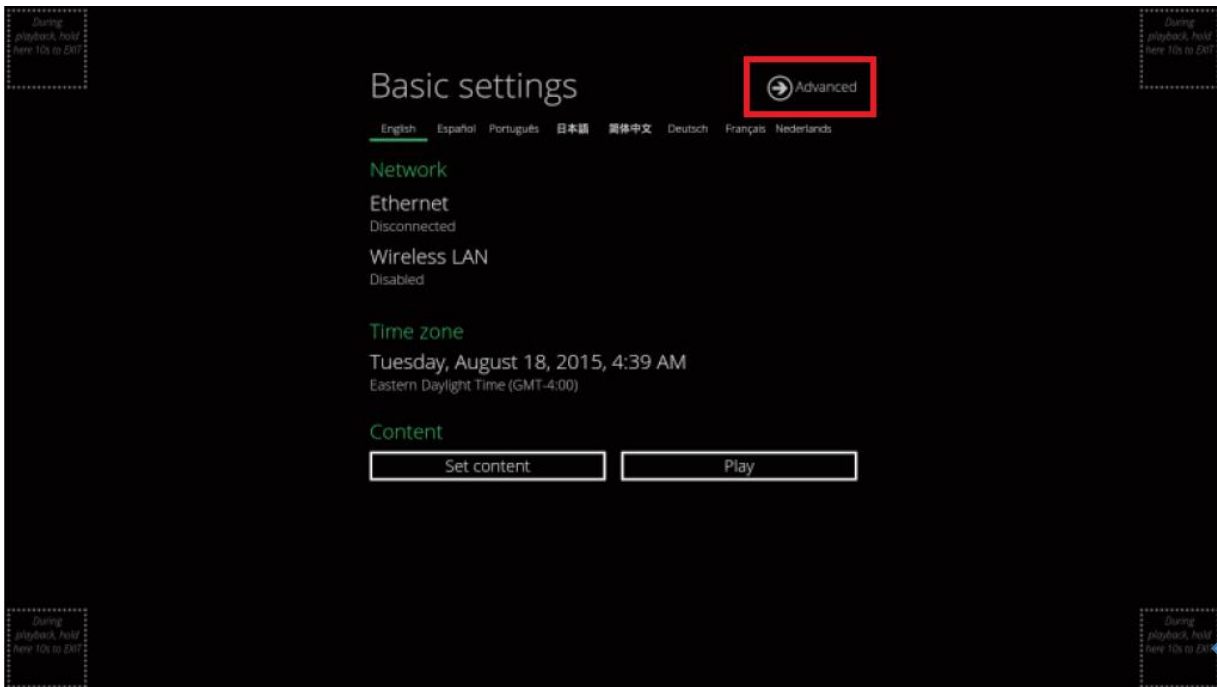 During
playback, hold
here 10s to EXIT
During
playback, hold
here 10s to EXIT
Basic settings
Advanced
English Español Português 日本語 简体中文 Deutsch Français Nederlands
Network
Ethernet
Disconnected
Wireless LAN
Disabled
Time zone
Tuesday, August 18, 2015, 4:39 AM
Eastern Daylight Time (GMT-4:00)
Content
Set content Play
During
playback, hold
here 10s to EXIT
During
playback, hold
here 10s to EXIT